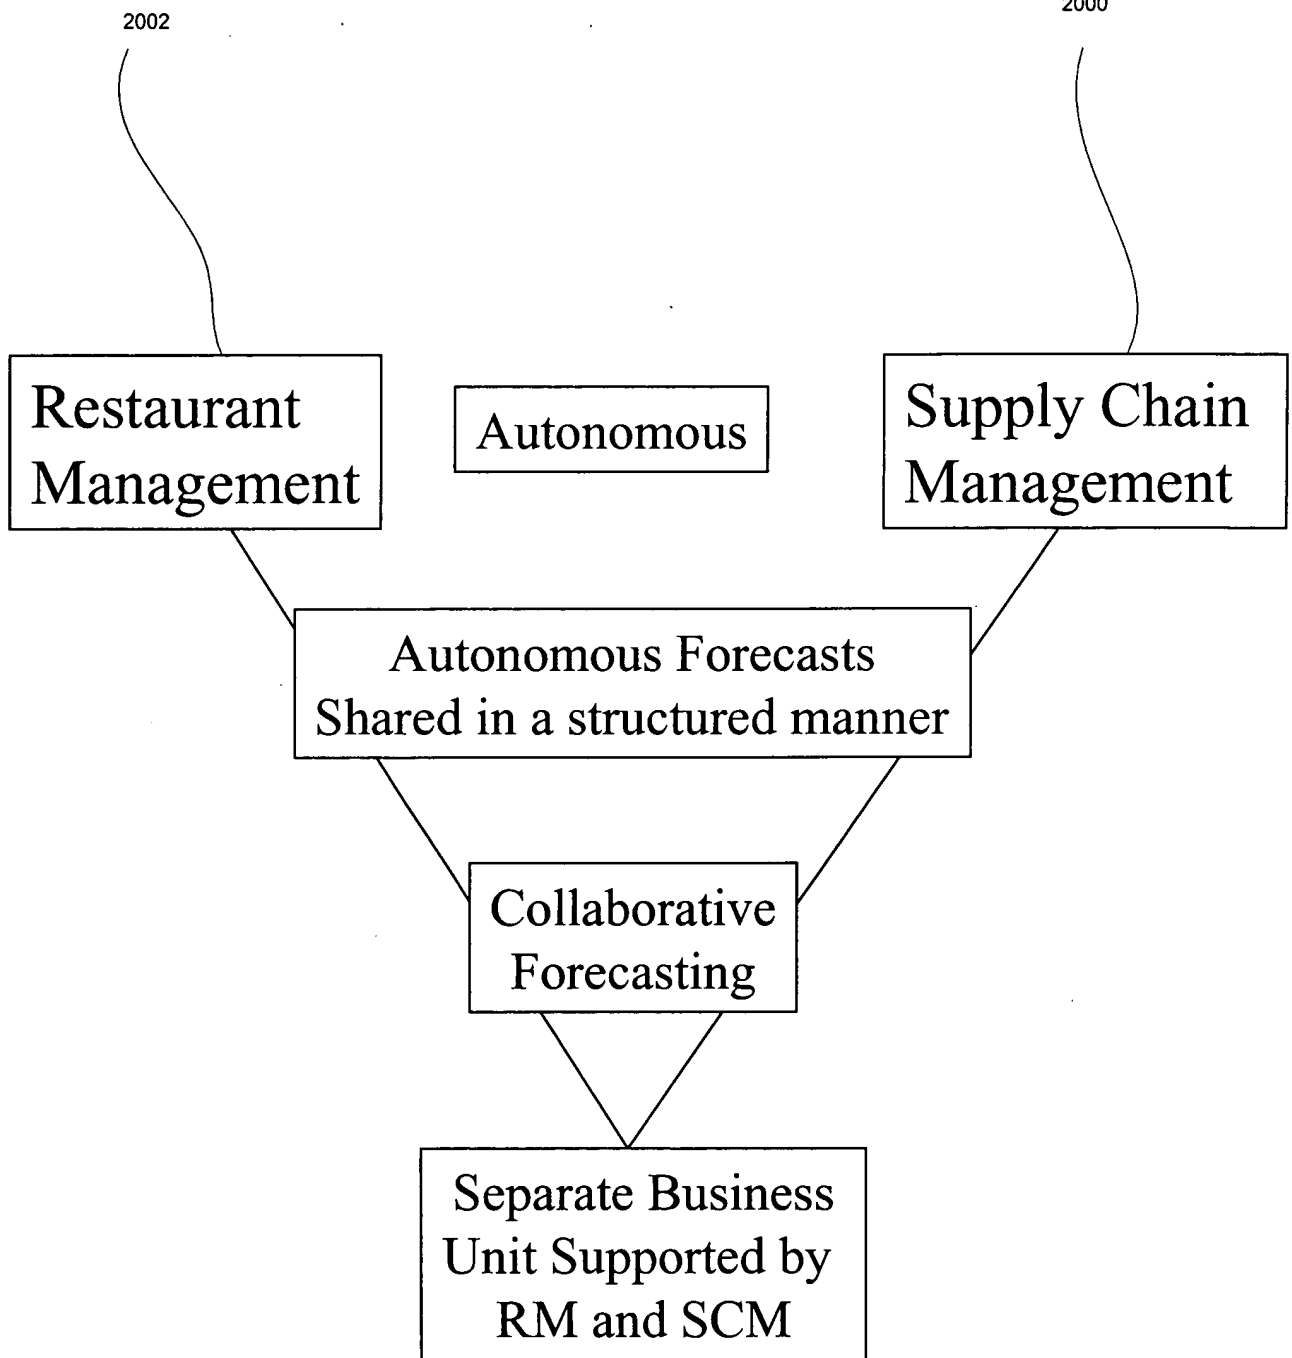 2002
2000
Restaurant
Management
Autonomous
Supply Chain
Management
Autonomous Forecasts
Shared in a structured manner
Collaborative
Forecasting
Separate Business
Unit Supported by
RM and SCM